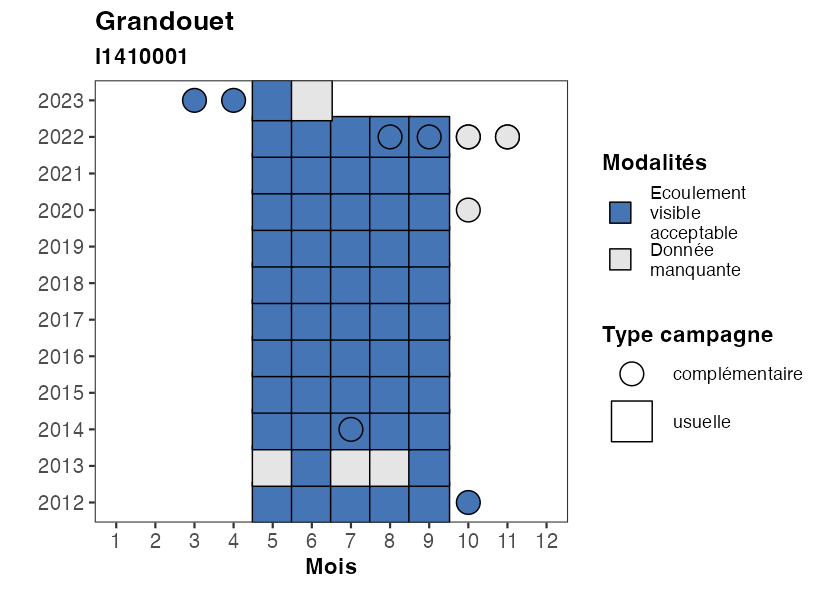 Grandouet
I1410001
2023
2022
2021
2020
2019
2018
2017
2016
2015
2014
2013
2012
1 2 3 4 5 6 7 8 9 10 11 12
Mois
Modalités
Ecoulement
visible
acceptable
Donnée
manquante
Type campagne
complémentaire
usuelle